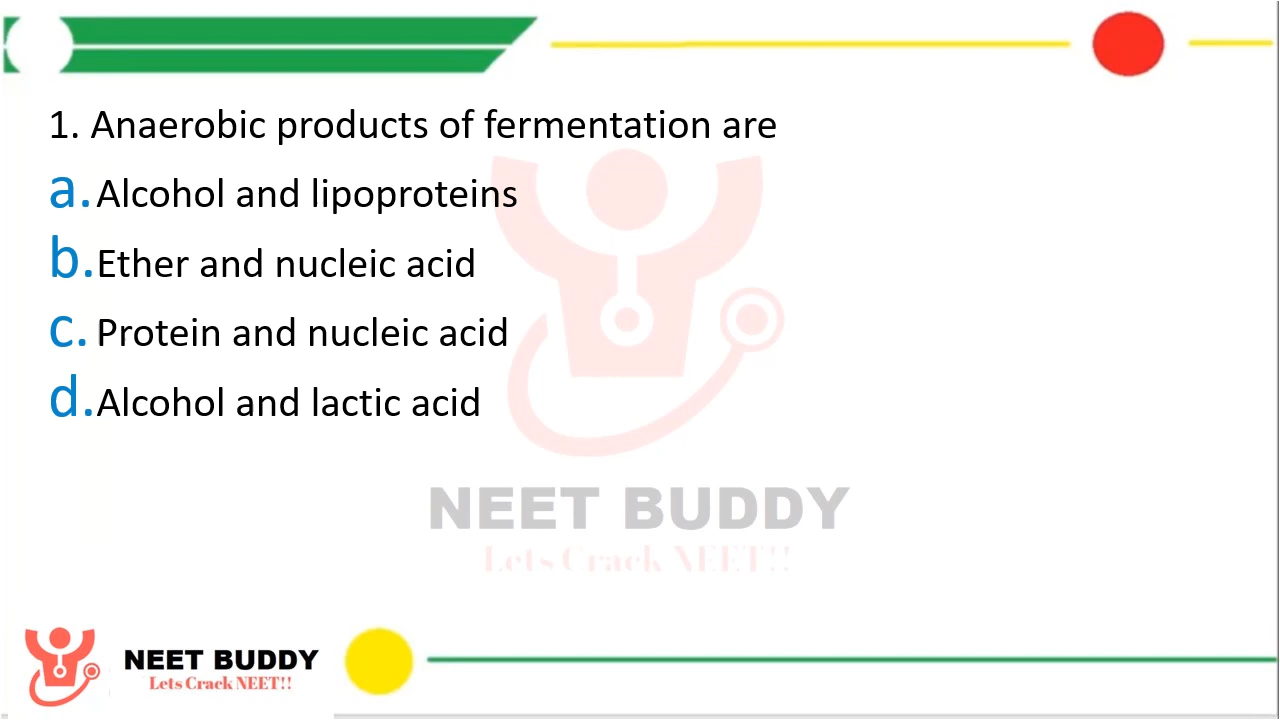 1. Anaerobic products of fermentation are
a. Alcohol and lipoproteins
b. Ether and nucleic acid
c. Protein and nucleic acid
d. Alcohol and lactic acid
NEET BUDDY
Lets Crack NEET!!
NEET BUDDY
Lets Crack NEET!!